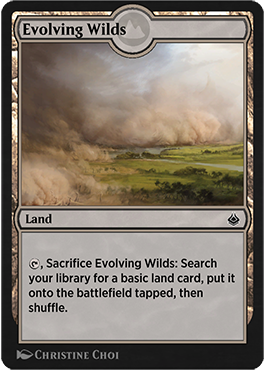 Evolving Wilds
Land
, Sacrifice Evolving Wilds: Search
your library for a basic land card, put it
onto the battlefield tapped, then
shuffle.
Christine Choi